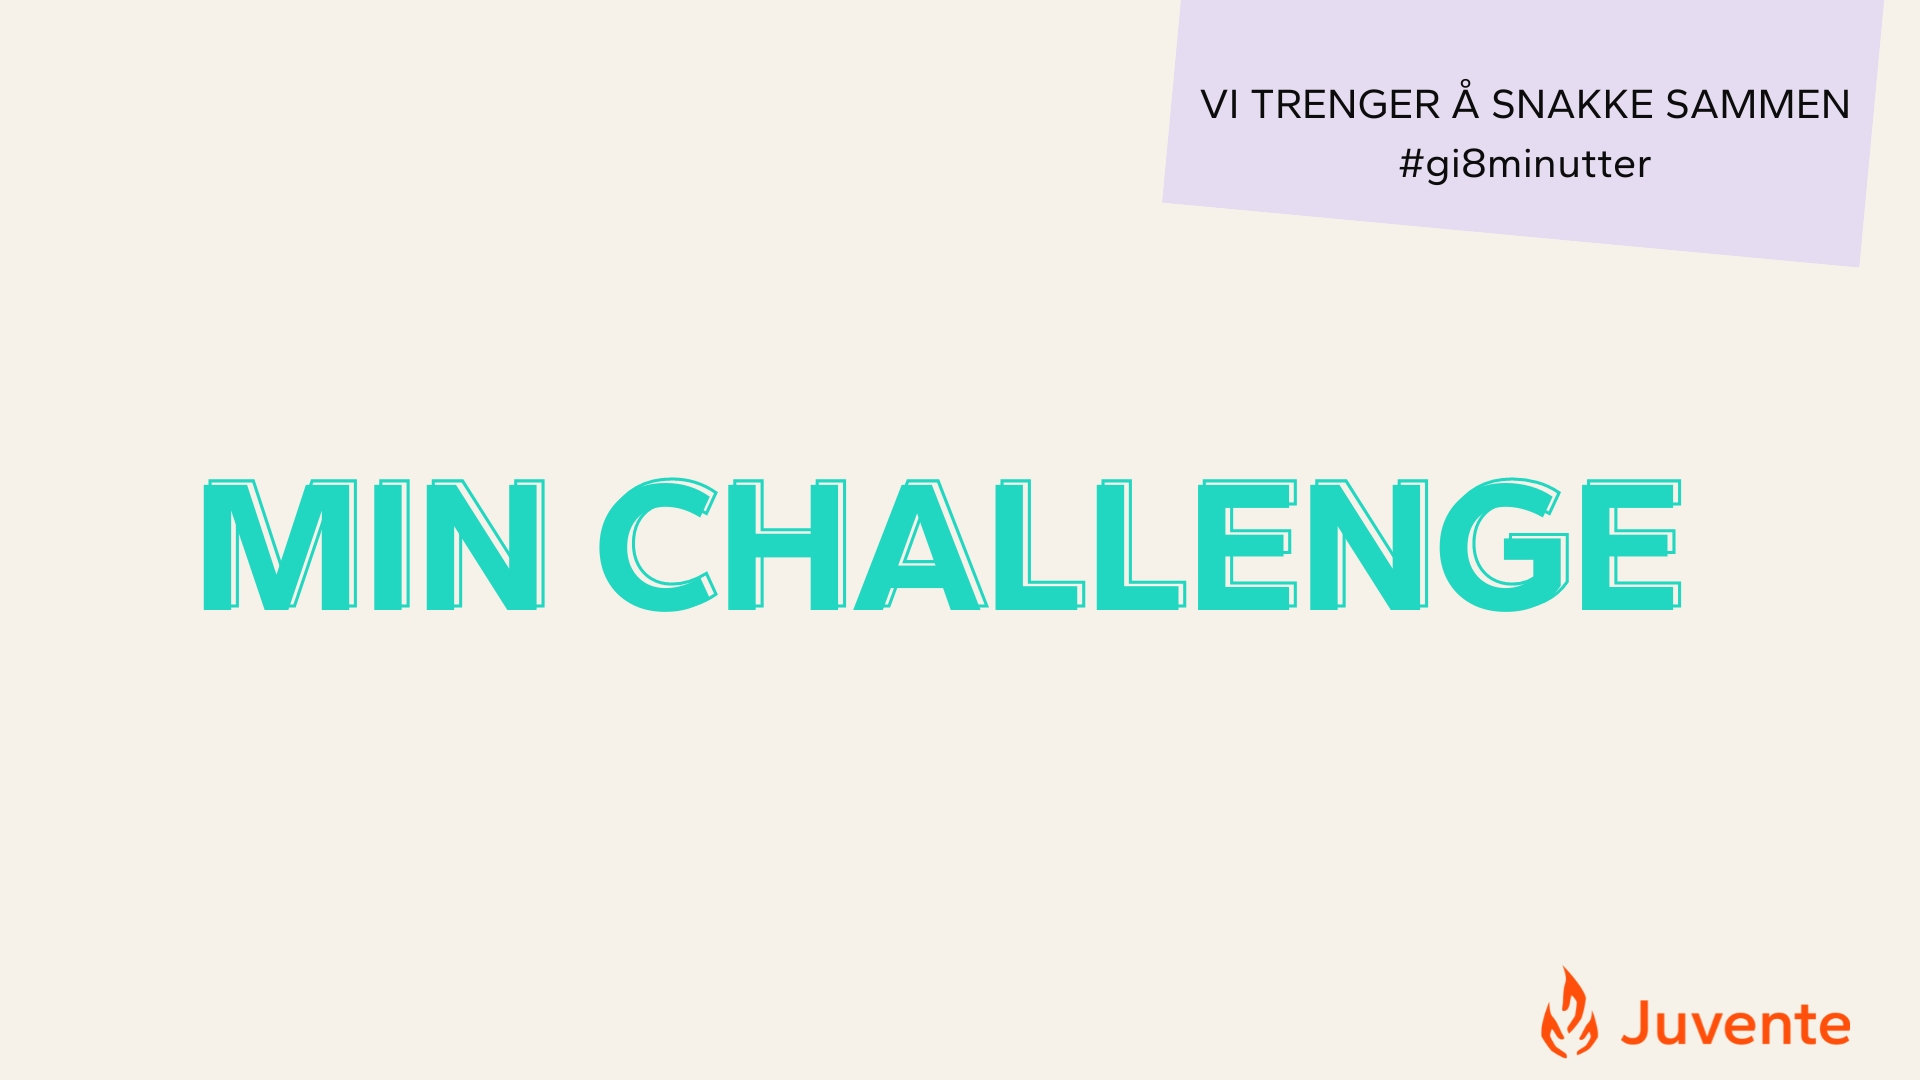 VI TRENGER Å SNAKKE SAMMEN
#gi8minutter
MIN CHALLENGE
Juvente